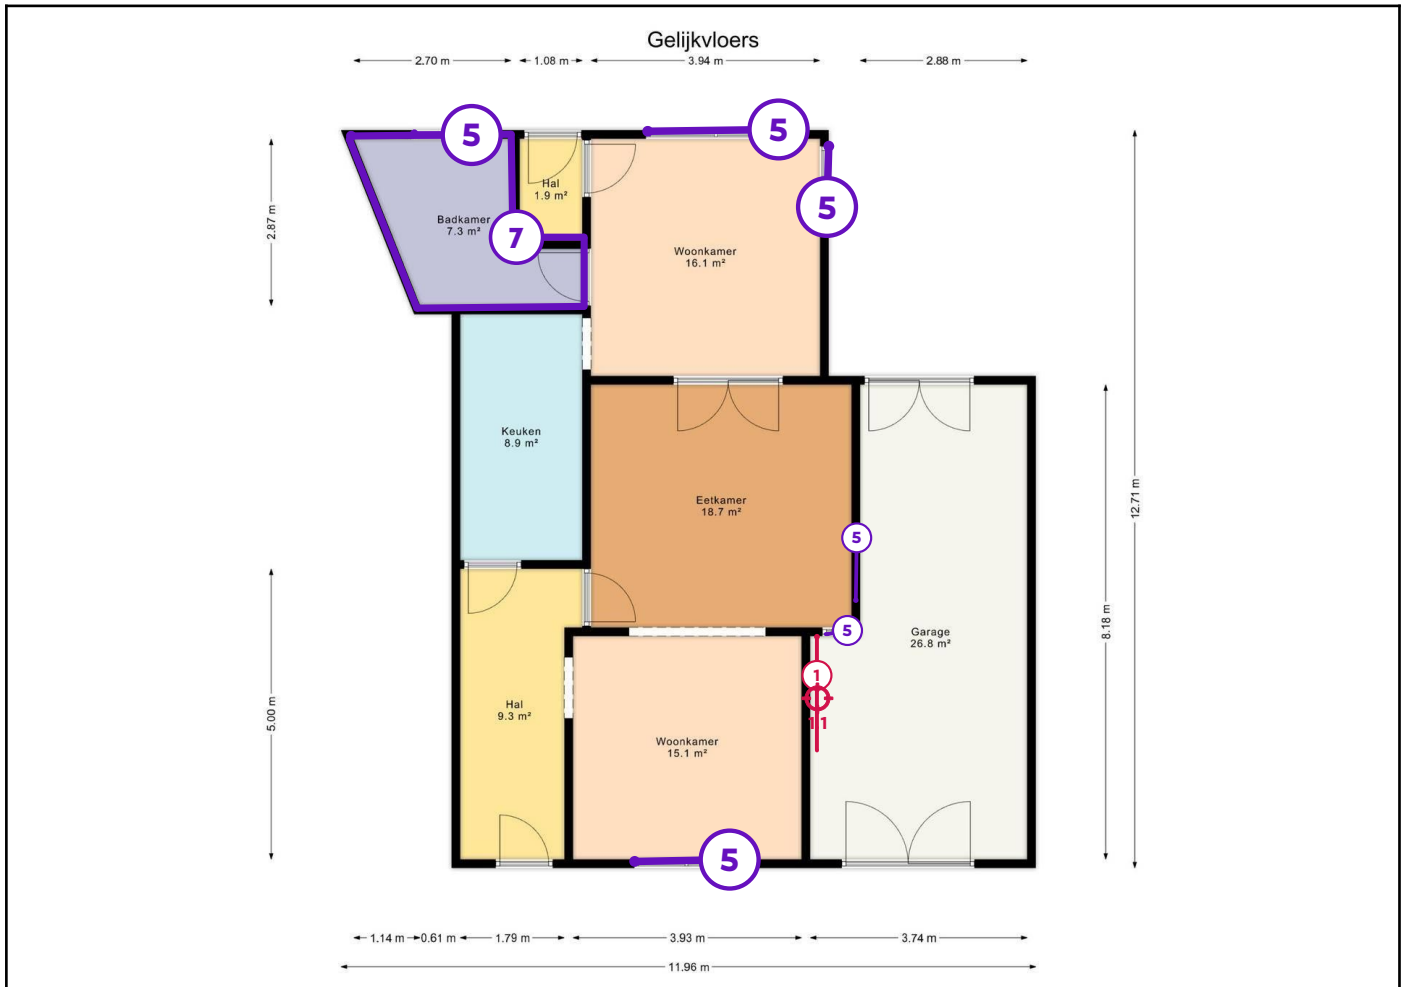 Gelijkvloers
2.70 m
1.08 m
3.94 m
2.88 m
5
5
5
Hal
1.9 m²
Badkamer
7.3 m²
7
2.87 m
Woonkamer
16.1 m²
Keuken
8.9 m²
Eetkamer
18.7 m²
12.71 m
5
5
Garage
26.8 m²
8.18 m
1
11
Hal
9.3 m²
5.00 m
Woonkamer
15.1 m²
5
1.14 m
0.61 m
1.79 m
3.93 m
3.74 m
11.96 m